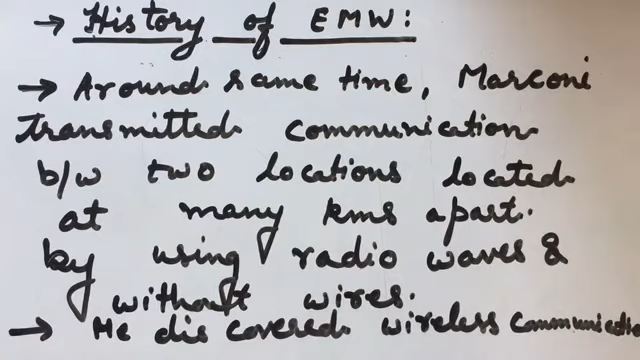 → History of EMW:
→ Around same time, Marconi
transmitted communication
b/w two locations located
at many kms apart.
by using radio waves &
without wires.
→ He discovered wireless communicatio